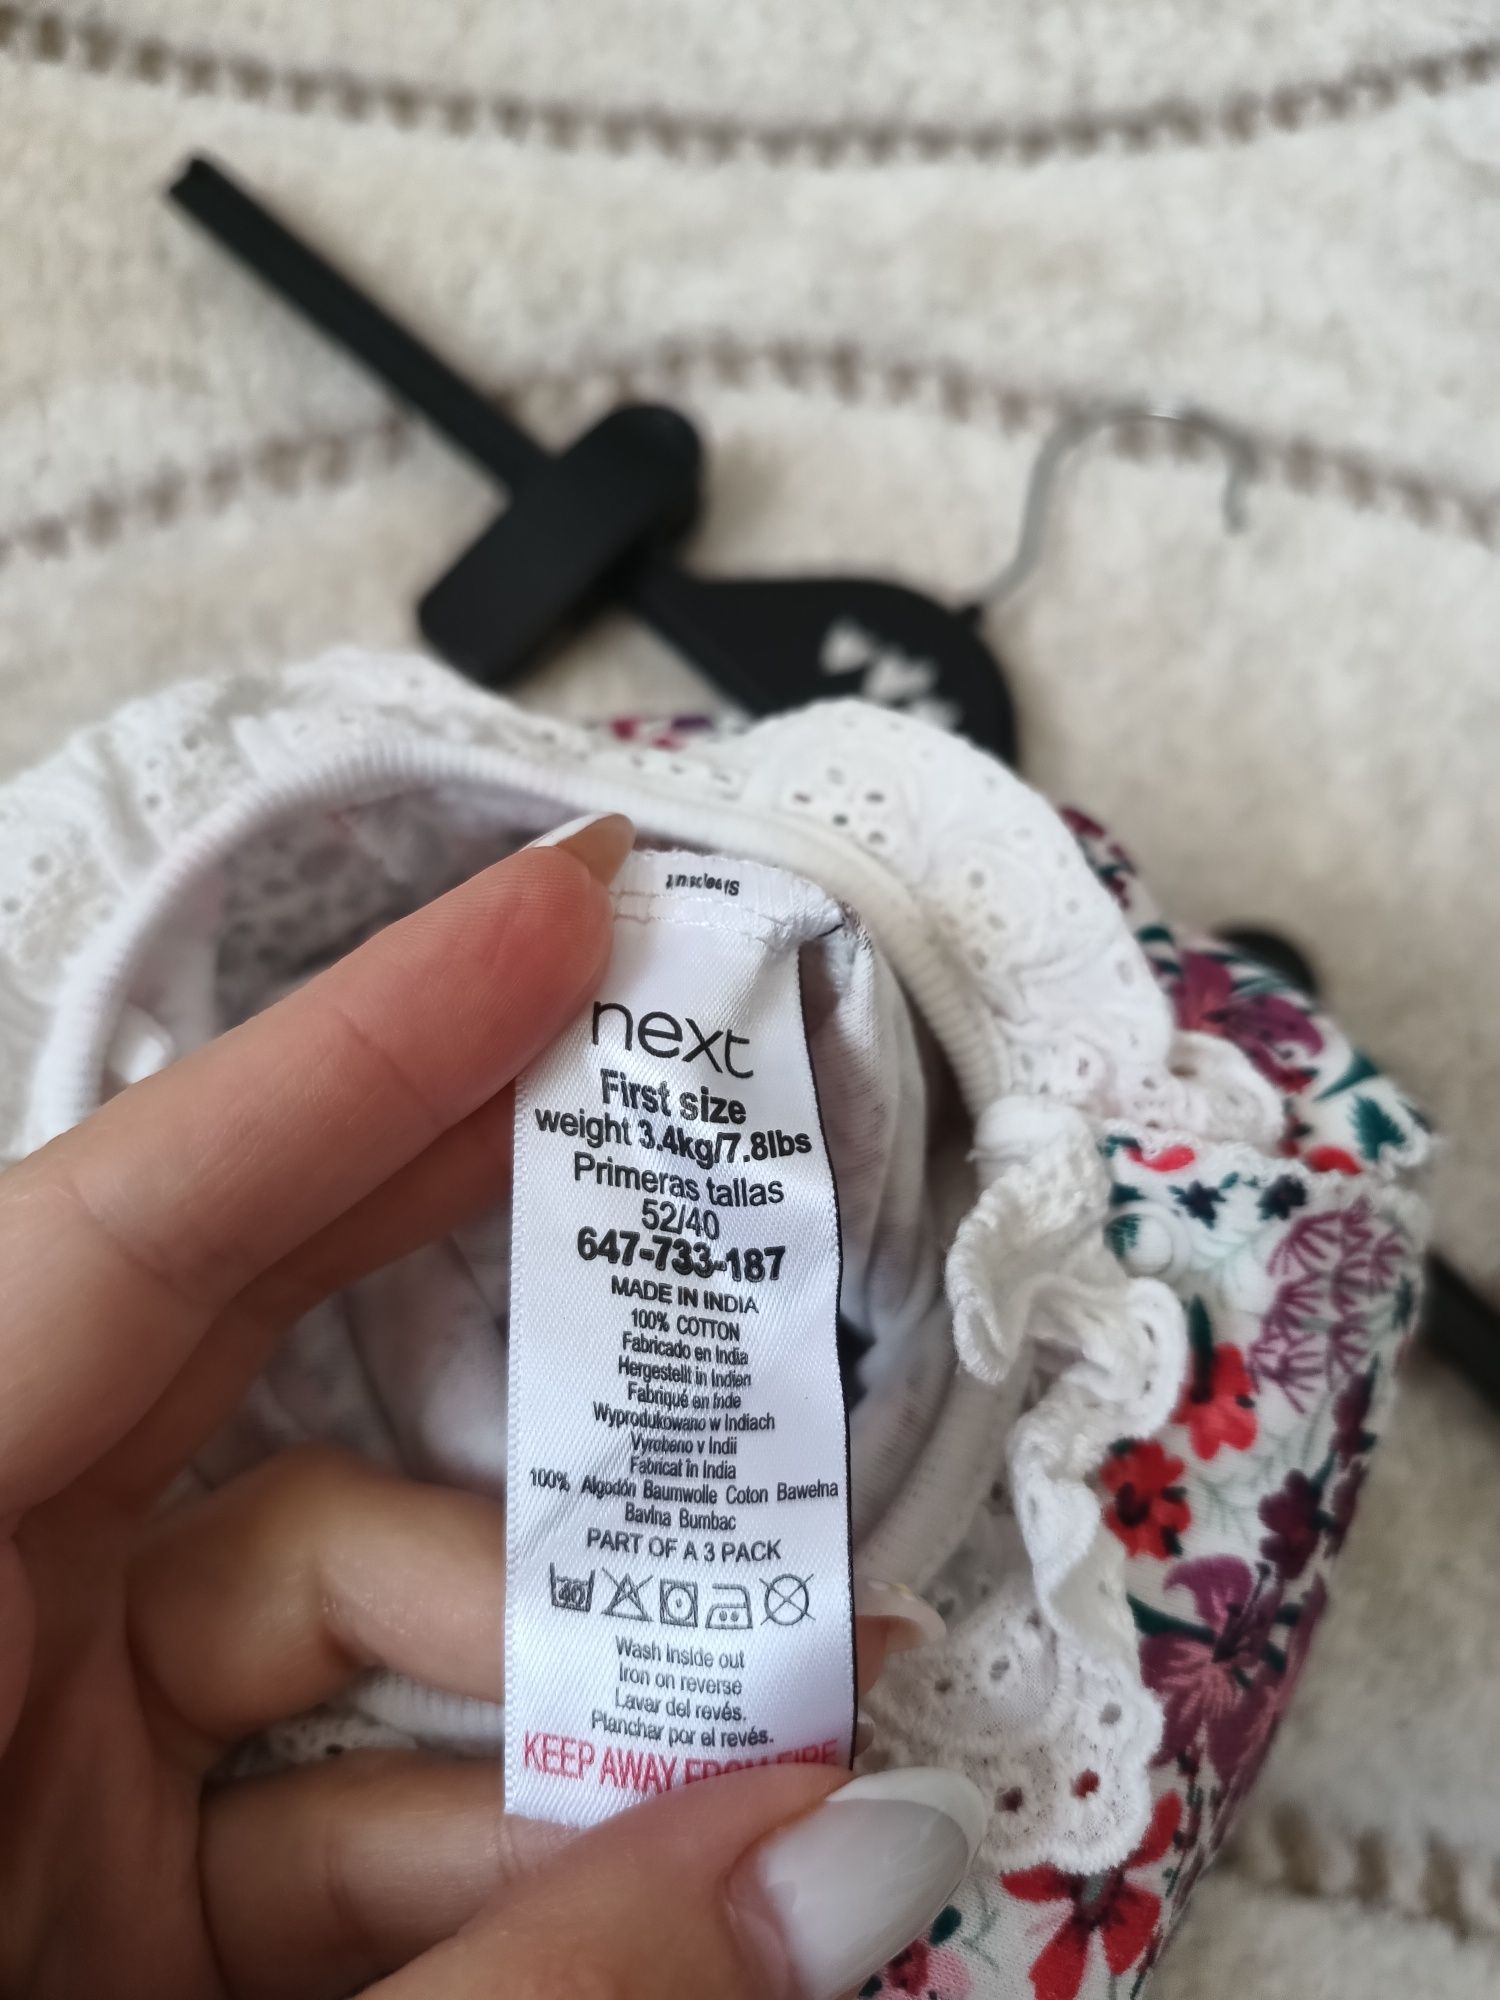 next
First size
weight 3.4kg/7.8lbs
Primeras tallas
52/40
647-733-187
MADE IN INDIA
100% COTTON
Fabricado en India
Hergestellt in Indien
Fabriqué en Inde
Wyprodukowano w Indiach
Vyrobeno v Indii
Fabricat în India
100% Algodón Baumwolle Coton Bawełna
Bavlna Bumbac
PART OF A 3 PACK
40
Wash inside out
Iron on reverse
Lavar del revés.
Planchar por el revés.
KEEP AWAY FROM FIRE